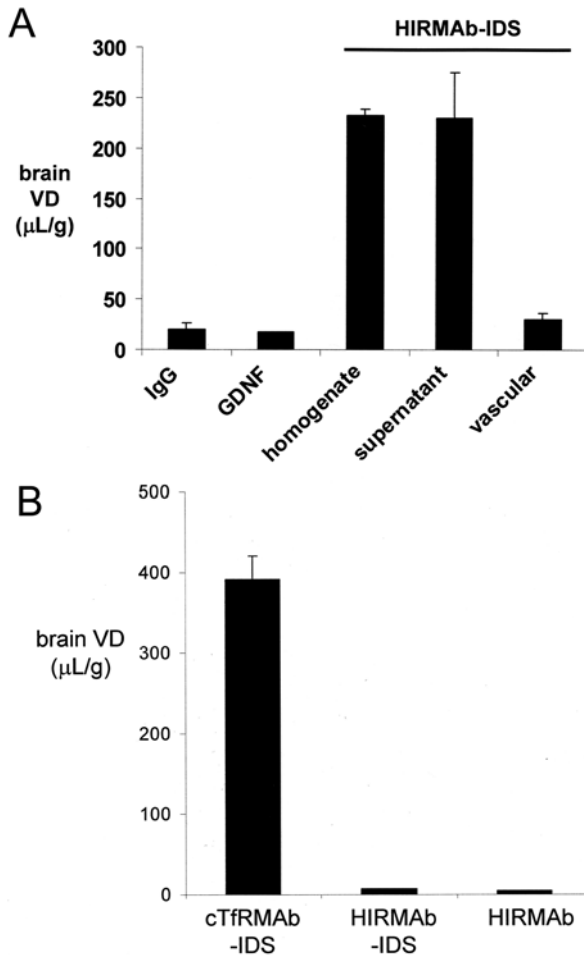 A
HIRMAb-IDS
300
250
200
150
100
50
0
brain
VD
(μL/g)
IgG
GDNF
homogenate
supernatant
vascular
B
500
400
300
200
100
0
brain VD
(μL/g)
cTfRMAb
-IDS
HIRMAb
-IDS
HIRMAb